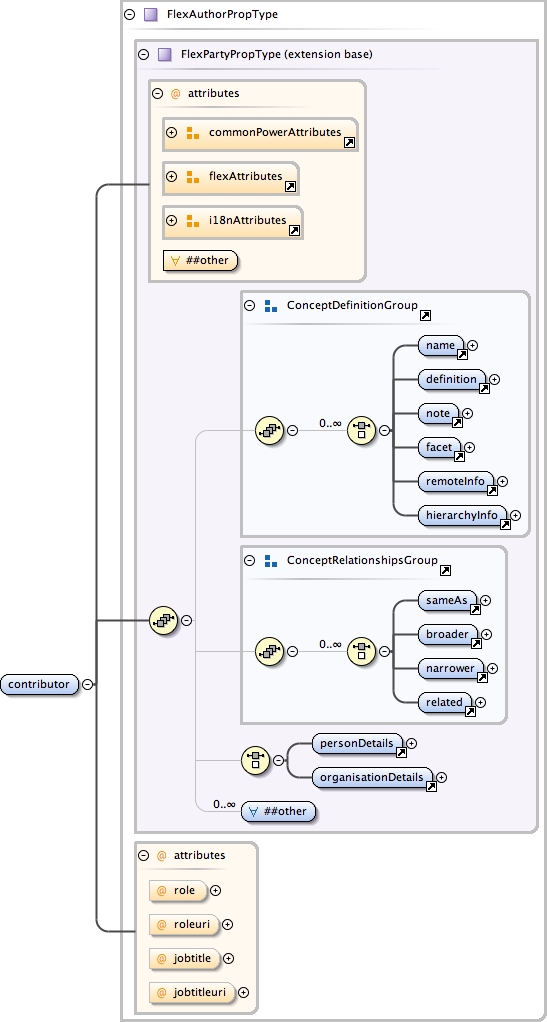 FlexAuthorPropType
FlexPartyPropType (extension base)
@ attributes
commonPowerAttributes
flexAttributes
i18nAttributes
##other
ConceptDefinitionGroup
name
definition
0..∞
note
facet
remoteInfo
hierarchyInfo
ConceptRelationshipsGroup
sameAs
broader
0..∞
narrower
related
contributor
personDetails
organisationDetails
0..∞ ##other
@ attributes
@ role
@ roleuri
@ jobtitle
@ jobtitleuri